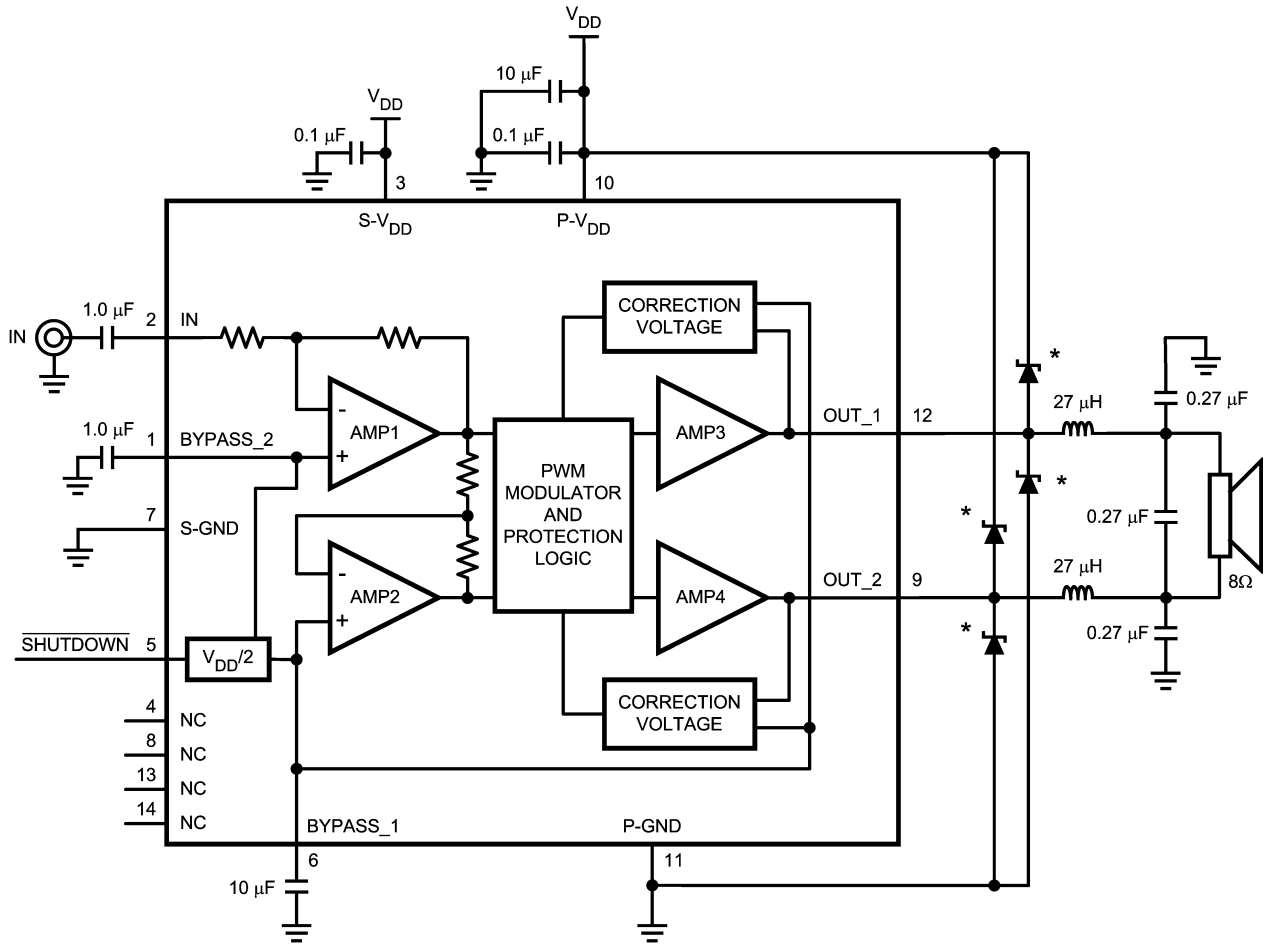 VDD
10 μF
VDD
0.1 μF
0.1 μF
3
10
S-VDD
P-VDD
1.0 μF
2
IN
IN
CORRECTION
VOLTAGE
*
-
AMP1
+
27 μH
0.27 μF
OUT_1
12
AMP3
1.0 μF
1
BYPASS_2
PWM
MODULATOR
AND
PROTECTION
LOGIC
*
*
7
S-GND
0.27 μF
-
AMP2
+
27 μH
OUT_2
9
AMP4
8Ω
*
0.27 μF
SHUTDOWN
5
VDD/2
CORRECTION
VOLTAGE
4
NC
8
NC
13
NC
14
NC
BYPASS_1
P-GND
6
11
10 μF